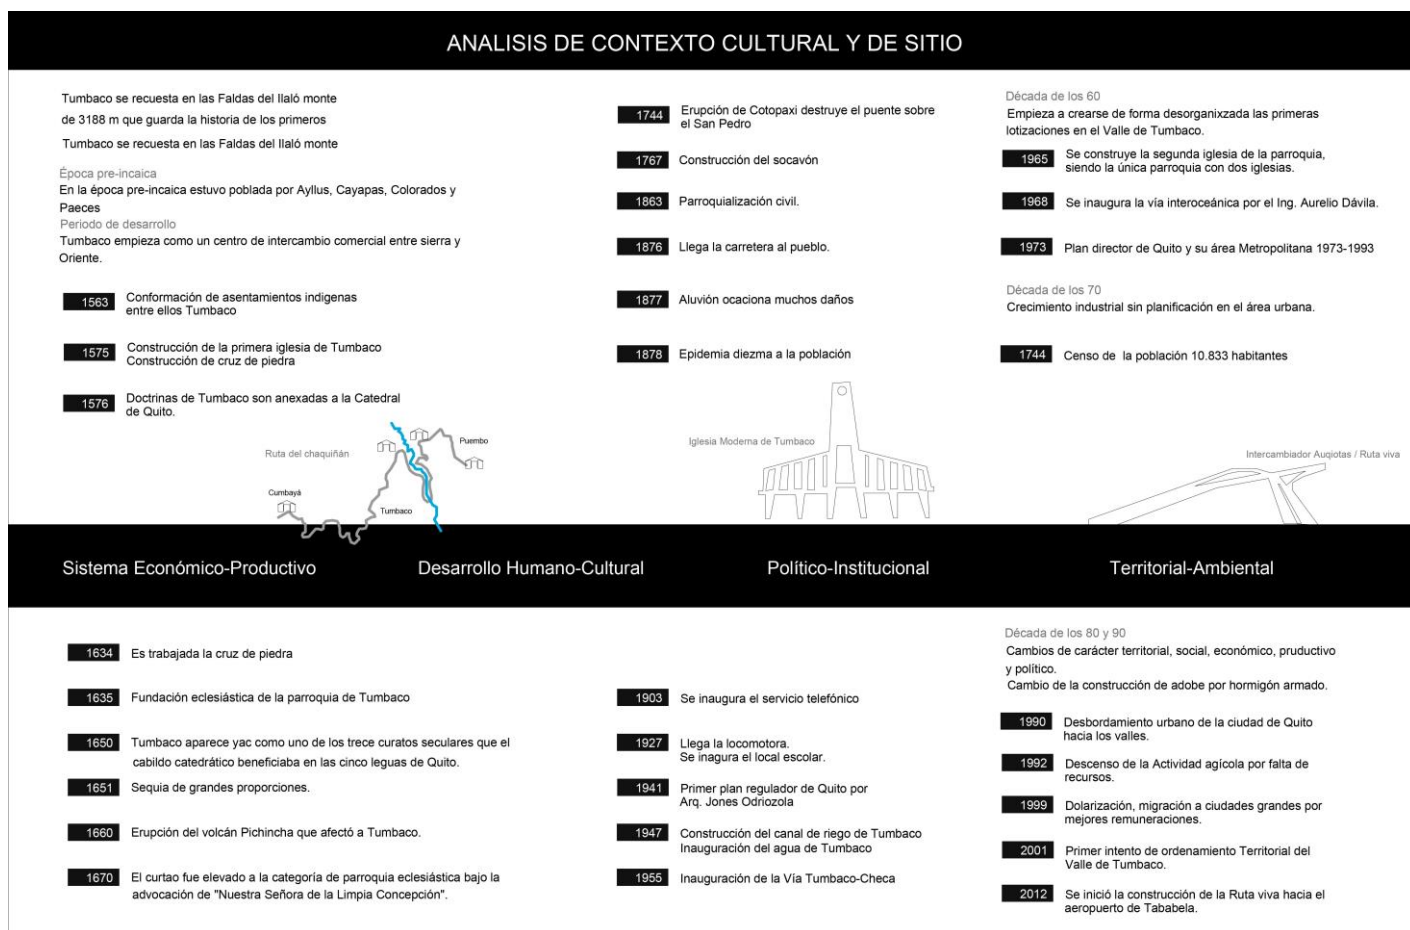 ANALISIS DE CONTEXTO CULTURAL Y DE SITIO
Tumbaco se recuesta en las Faldas del Ilaló monte
de 3188 m que guarda la historia de los primeros
Tumbaco se recuesta en las Faldas del Ilaló monte
Época pre-incaica
En la época pre-incaica estuvo poblada por Ayllus, Cayapas, Colorados y
Paeces
Periodo de desarrollo
Tumbaco empieza como un centro de intercambio comercial entre sierra y
Oriente.
1563 Conformación de asentamientos indigenas
entre ellos Tumbaco
1575 Construcción de la primera iglesia de Tumbaco
Construcción de cruz de piedra
1576 Doctrinas de Tumbaco son anexadas a la Catedral
de Quito.
Ruta del chaquiñán
Puembo
Cumbayá
Tumbaco
1744 Erupción de Cotopaxi destruye el puente sobre
el San Pedro
1767 Construcción del socavón
1863 Parroquialización civil.
1876 Llega la carretera al pueblo.
1877 Aluvión ocaciona muchos daños
1878 Epidemia diezma a la población
Iglesia Moderna de Tumbaco
Década de los 60
Empieza a crearse de forma desorganixzada las primeras
lotizaciones en el Valle de Tumbaco.
1965 Se construye la segunda iglesia de la parroquia,
siendo la única parroquia con dos iglesias.
1968 Se inaugura la vía interoceánica por el Ing. Aurelio Dávila.
1973 Plan director de Quito y su área Metropolitana 1973-1993
Década de los 70
Crecimiento industrial sin planificación en el área urbana.
1744 Censo de la población 10.833 habitantes
Intercambiador Auqiotas / Ruta viva
Sistema Económico-Productivo
Desarrollo Humano-Cultural
Político-Institucional
Territorial-Ambiental
1634 Es trabajada la cruz de piedra
1635 Fundación eclesiástica de la parroquia de Tumbaco
1650 Tumbaco aparece yac como uno de los trece curatos seculares que el
cabildo catedrático beneficiaba en las cinco leguas de Quito.
1651 Sequia de grandes proporciones.
1660 Erupción del volcán Pichincha que afectó a Tumbaco.
1670 El curtao fue elevado a la categoría de parroquia eclesiástica bajo la
advocación de "Nuestra Señora de la Limpia Concepción".
1903 Se inaugura el servicio telefónico
1927 Llega la locomotora.
Se inagura el local escolar.
1941 Primer plan regulador de Quito por
Arq. Jones Odriozola
1947 Construcción del canal de riego de Tumbaco
Inauguración del agua de Tumbaco
1955 Inauguración de la Vía Tumbaco-Checa
Década de los 80 y 90
Cambios de carácter territorial, social, económico, pruductivo
y político.
Cambio de la construcción de adobe por hormigón armado.
1990 Desbordamiento urbano de la ciudad de Quito
hacia los valles.
1992 Descenso de la Actividad agícola por falta de
recursos.
1999 Dolarización, migración a ciudades grandes por
mejores remuneraciones.
2001 Primer intento de ordenamiento Territorial del
Valle de Tumbaco.
2012 Se inició la construcción de la Ruta viva hacia el
aeropuerto de Tababela.